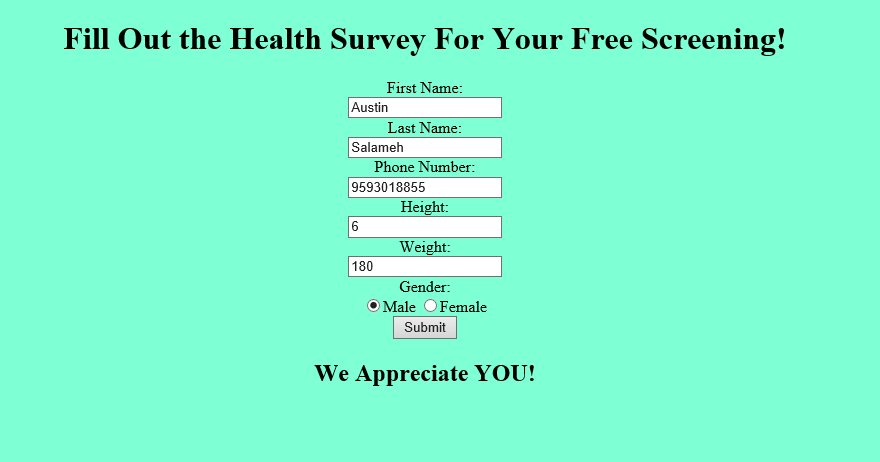 Fill Out the Health Survey For Your Free Screening!
First Name:
Austin
Last Name:
Salameh
Phone Number:
9593018855
Height:
6
Weight:
180
Gender:
Male Female
Submit
We Appreciate YOU!